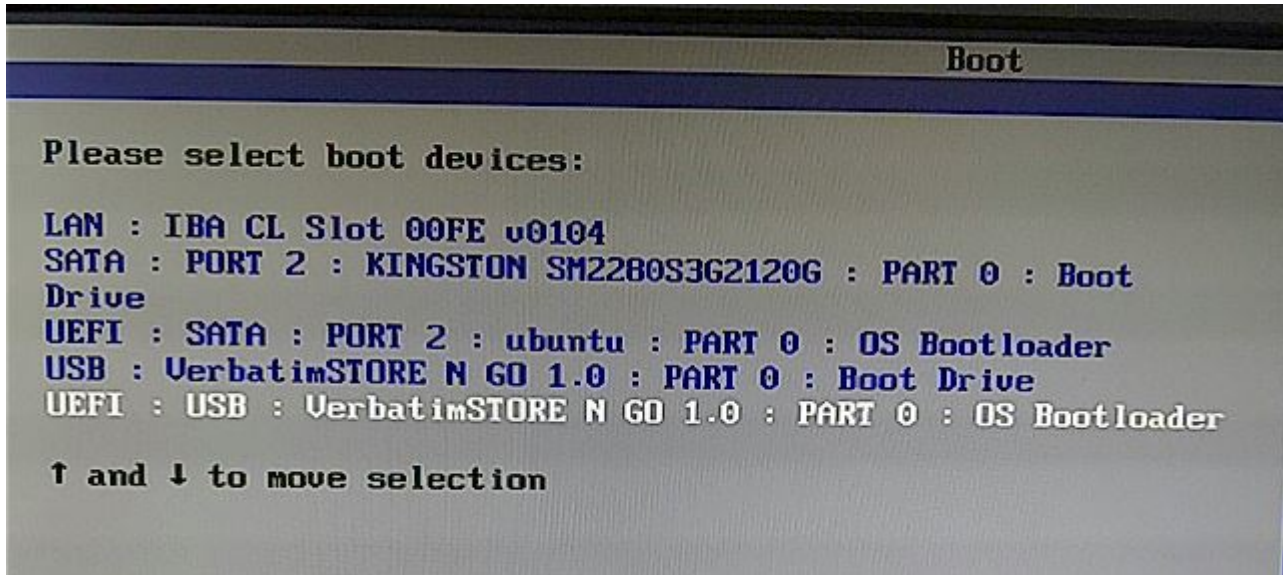 Boot
Please select boot devices:
LAN : IBA CL Slot 00FE v0104
SATA : PORT 2 : KINGSTON SM2280S3G2120G : PART 0 : Boot
Drive
UEFI : SATA : PORT 2 : ubuntu : PART 0 : OS Bootloader
USB : VerbatimSTORE N GO 1.0 : PART 0 : Boot Drive
UEFI : USB : VerbatimSTORE N GO 1.0 : PART 0 : OS Bootloader
↑ and ↓ to move selection